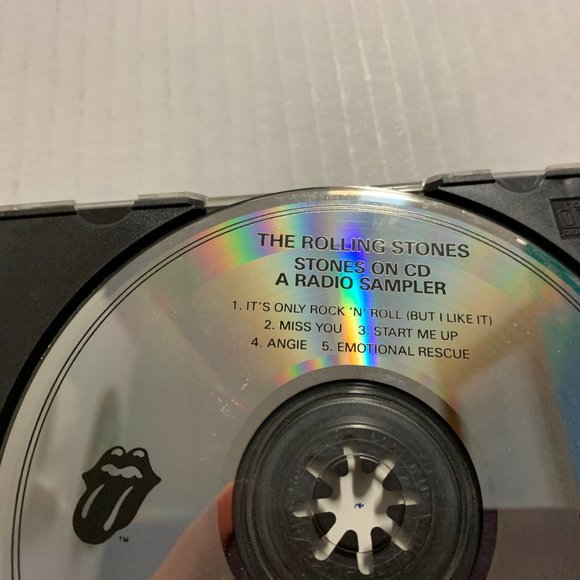 THE ROLLING STONES
STONES ON CD
A RADIO SAMPLER
1. IT'S ONLY ROCK 'N' ROLL (BUT I LIKE IT)
2. MISS YOU 3. START ME UP
4. ANGIE 5. EMOTIONAL RESCUE
TM